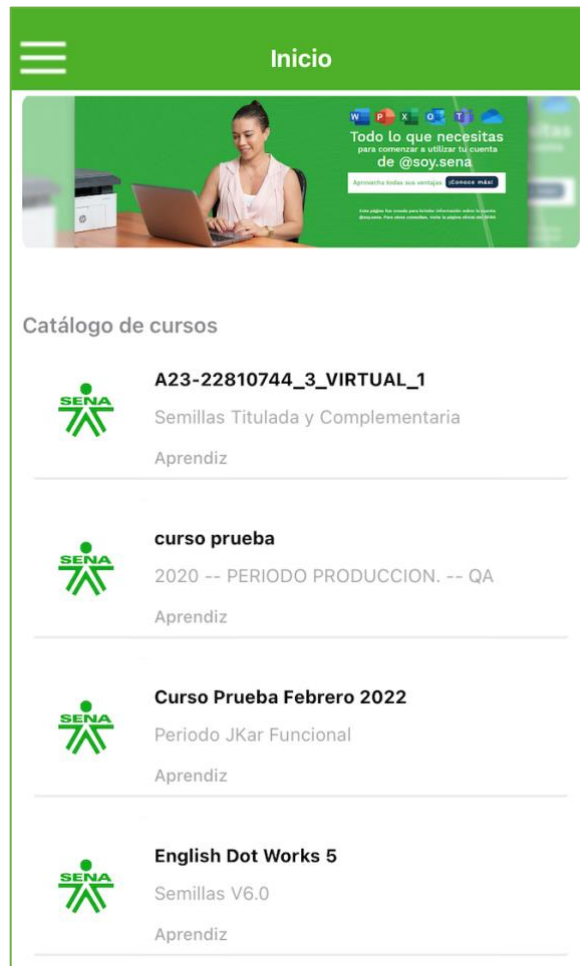 Inicio
Todo lo que necesitas
para comenzar a utilizar tu cuenta
de @soy.sena
Aprovecha todas sus ventajas ¡Conoce más!
Catálogo de cursos
SENA
A23-22810744_3_VIRTUAL_1
Semillas Titulada y Complementaria
Aprendiz
SENA
curso prueba
2020 -- PERIODO PRODUCCION. -- QA
Aprendiz
SENA
Curso Prueba Febrero 2022
Periodo JKar Funcional
Aprendiz
SENA
English Dot Works 5
Semillas V6.0
Aprendiz